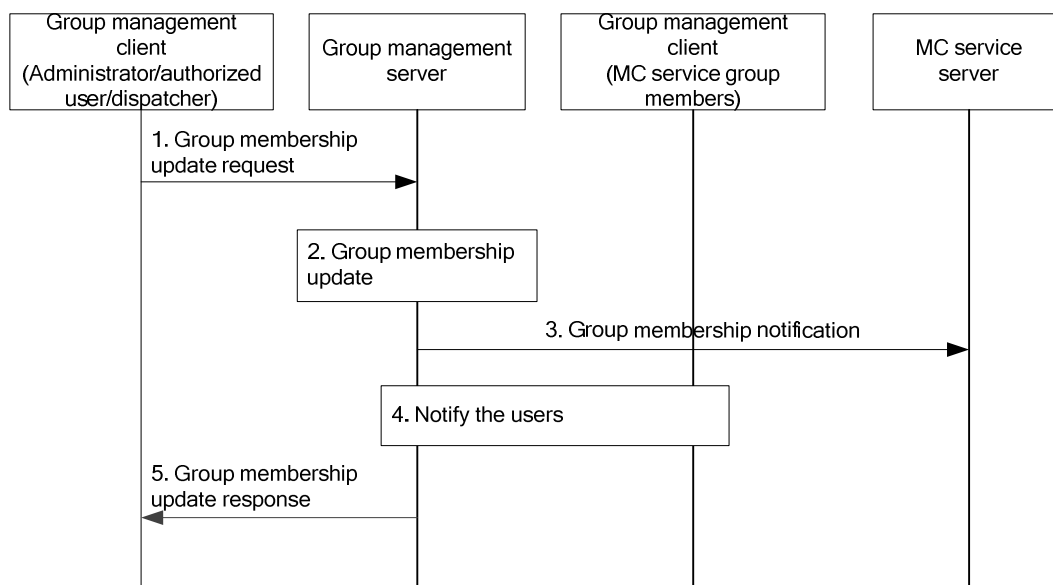 Group management
client
(Administrator/authorized
user/dispatcher)
Group management
server
Group management
client
(MC service group
members)
MC service
server
1. Group membership
update request
2. Group membership
update
3. Group membership notification
4. Notify the users
5. Group membership
update response